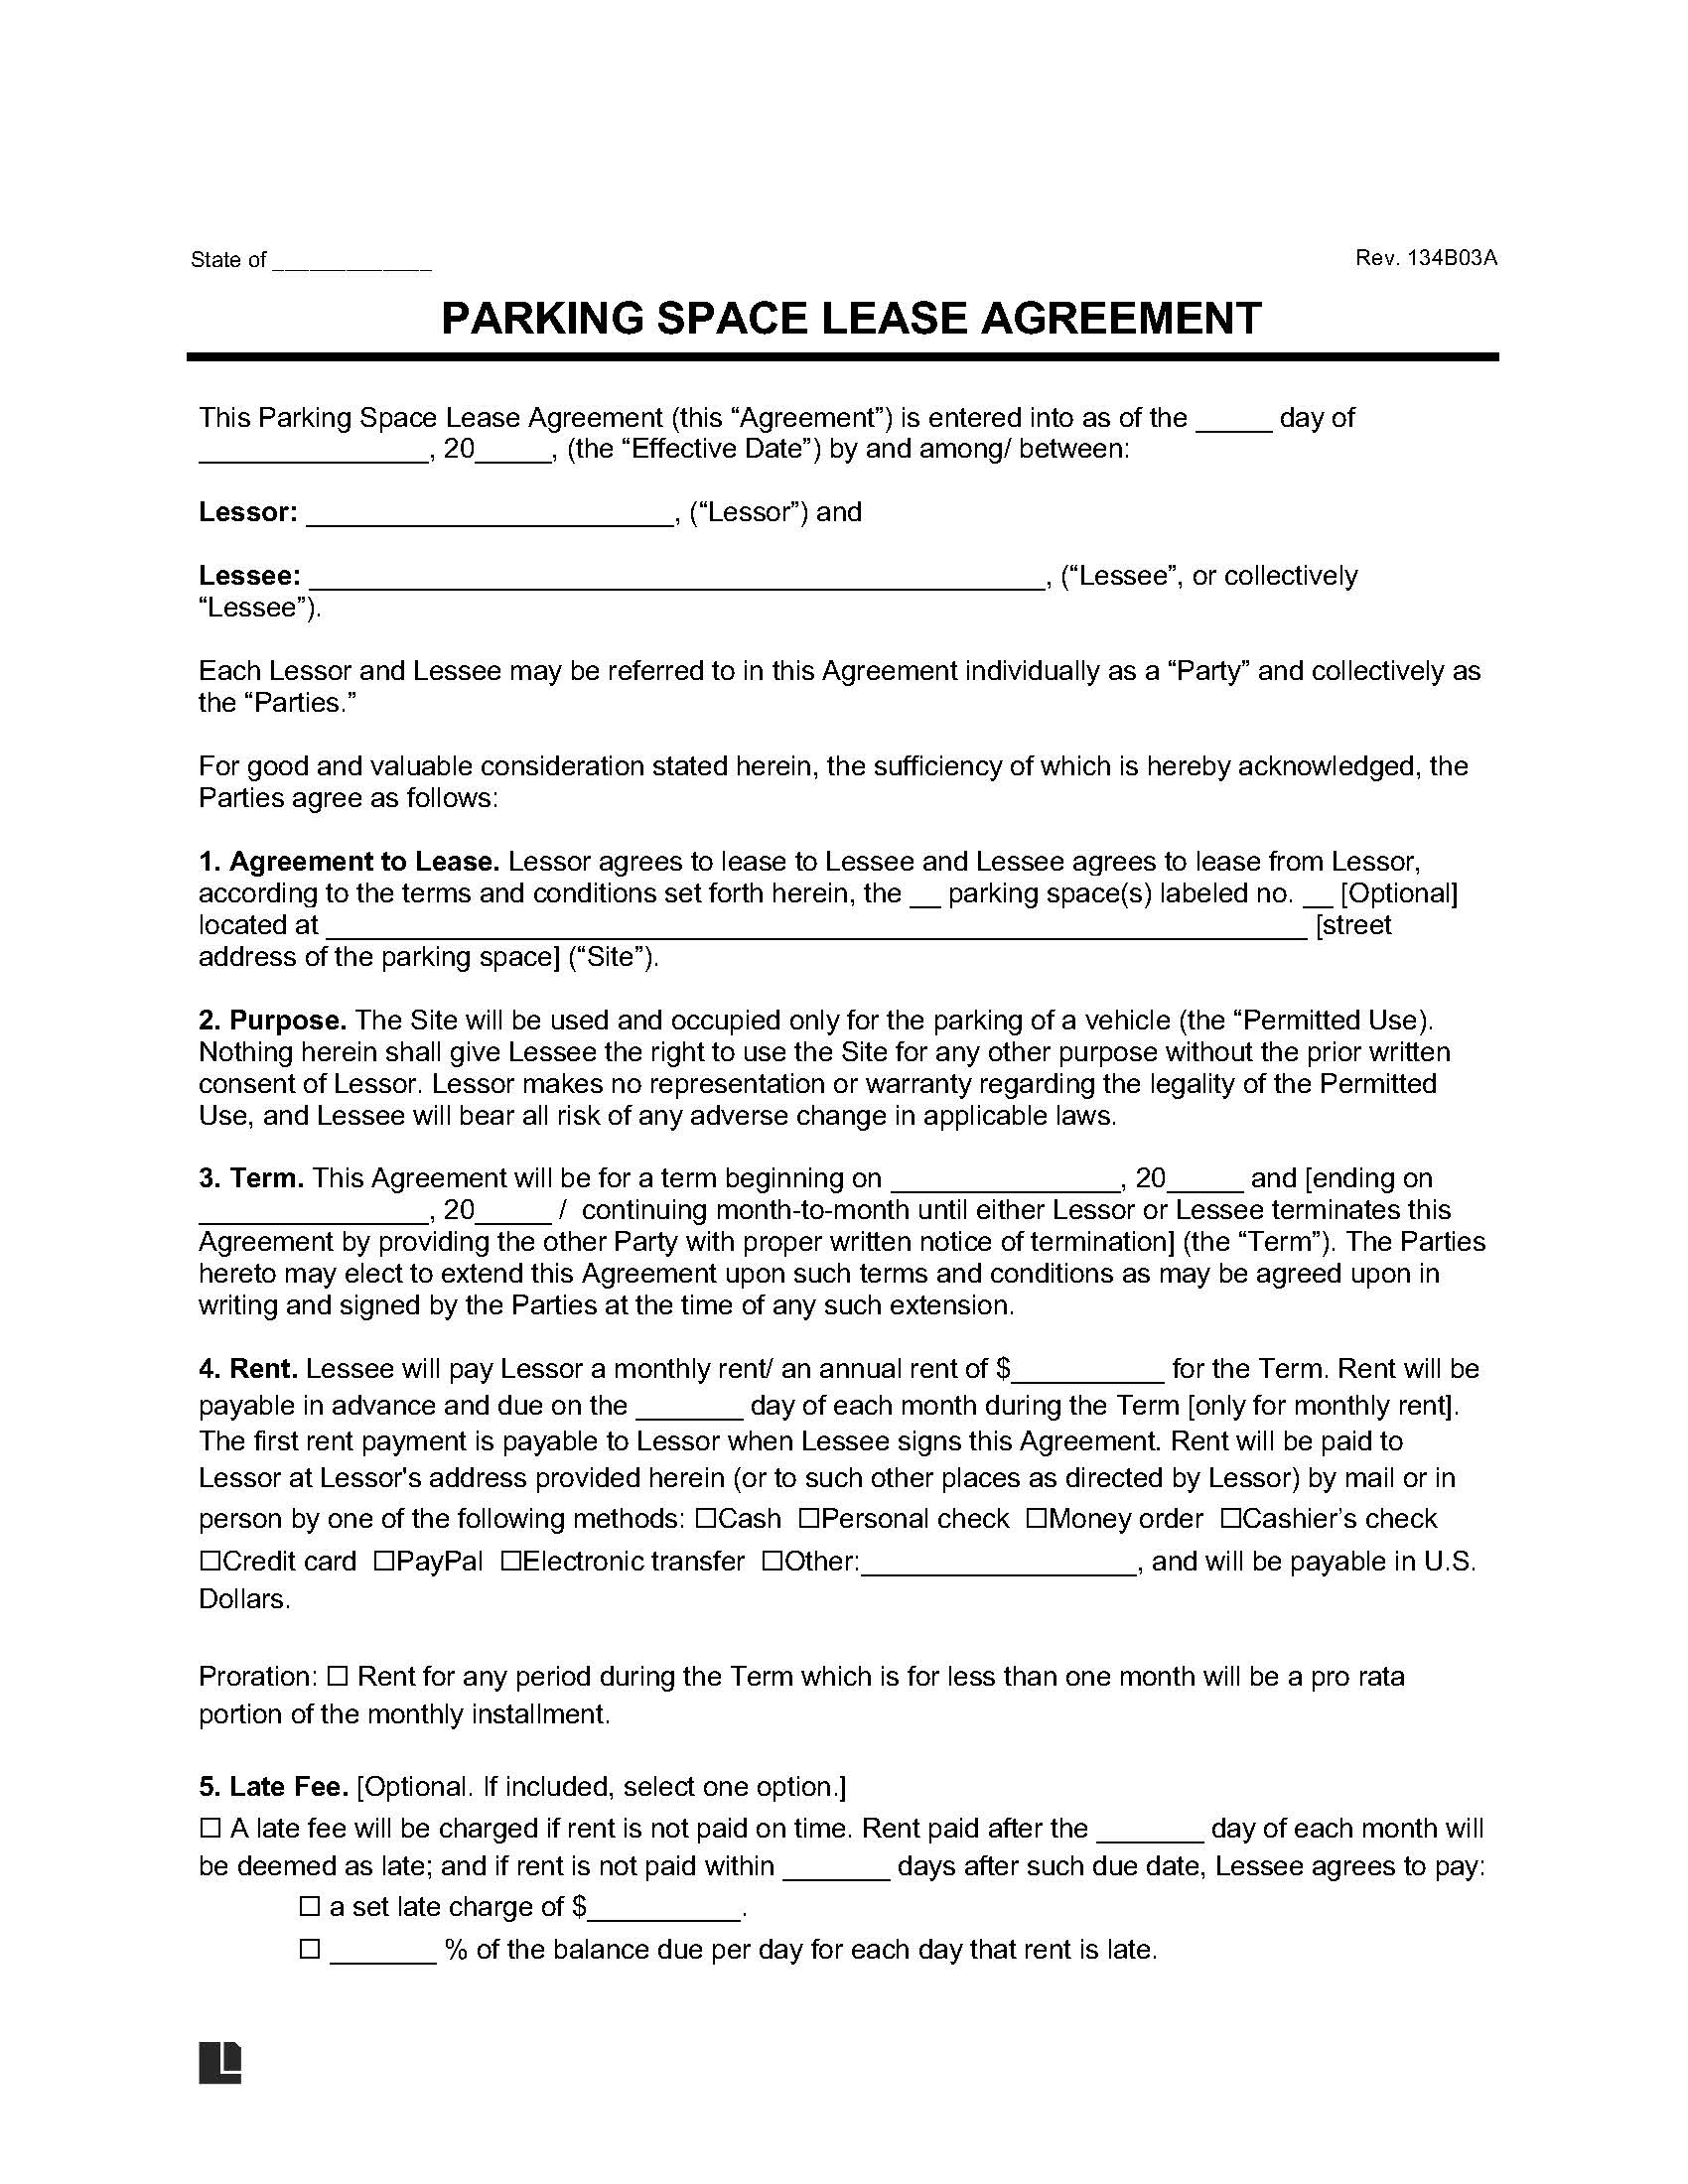 State of _____________
Rev. 134B03A
PARKING SPACE LEASE AGREEMENT
This Parking Space Lease Agreement (this “Agreement”) is entered into as of the _____ day of
_______________, 20_____, (the “Effective Date”) by and among/ between:
Lessor: ________________________, (“Lessor”) and
Lessee: ________________________________________________, (“Lessee”, or collectively
“Lessee”).
Each Lessor and Lessee may be referred to in this Agreement individually as a “Party” and collectively as
the “Parties.”
For good and valuable consideration stated herein, the sufficiency of which is hereby acknowledged, the
Parties agree as follows:
1. Agreement to Lease. Lessor agrees to lease to Lessee and Lessee agrees to lease from Lessor,
according to the terms and conditions set forth herein, the __ parking space(s) labeled no. __ [Optional]
located at ________________________________________________________________ [street
address of the parking space] (“Site”).
2. Purpose. The Site will be used and occupied only for the parking of a vehicle (the “Permitted Use).
Nothing herein shall give Lessee the right to use the Site for any other purpose without the prior written
consent of Lessor. Lessor makes no representation or warranty regarding the legality of the Permitted
Use, and Lessee will bear all risk of any adverse change in applicable laws.
3. Term. This Agreement will be for a term beginning on _______________, 20_____ and [ending on
_______________, 20_____ / continuing month-to-month until either Lessor or Lessee terminates this
Agreement by providing the other Party with proper written notice of termination] (the “Term”). The Parties
hereto may elect to extend this Agreement upon such terms and conditions as may be agreed upon in
writing and signed by the Parties at the time of any such extension.
4. Rent. Lessee will pay Lessor a monthly rent/ an annual rent of $__________ for the Term. Rent will be
payable in advance and due on the _______ day of each month during the Term [only for monthly rent].
The first rent payment is payable to Lessor when Lessee signs this Agreement. Rent will be paid to
Lessor at Lessor's address provided herein (or to such other places as directed by Lessor) by mail or in
person by one of the following methods: ☐Cash ☐Personal check ☐Money order ☐Cashier’s check
☐Credit card ☐PayPal ☐Electronic transfer ☐Other:__________________, and will be payable in U.S.
Dollars.
Proration: ☐ Rent for any period during the Term which is for less than one month will be a pro rata
portion of the monthly installment.
5. Late Fee. [Optional. If included, select one option.]
☐ A late fee will be charged if rent is not paid on time. Rent paid after the _______ day of each month will
be deemed as late; and if rent is not paid within _______ days after such due date, Lessee agrees to pay:
☐ a set late charge of $__________.
☐ _______ % of the balance due per day for each day that rent is late.